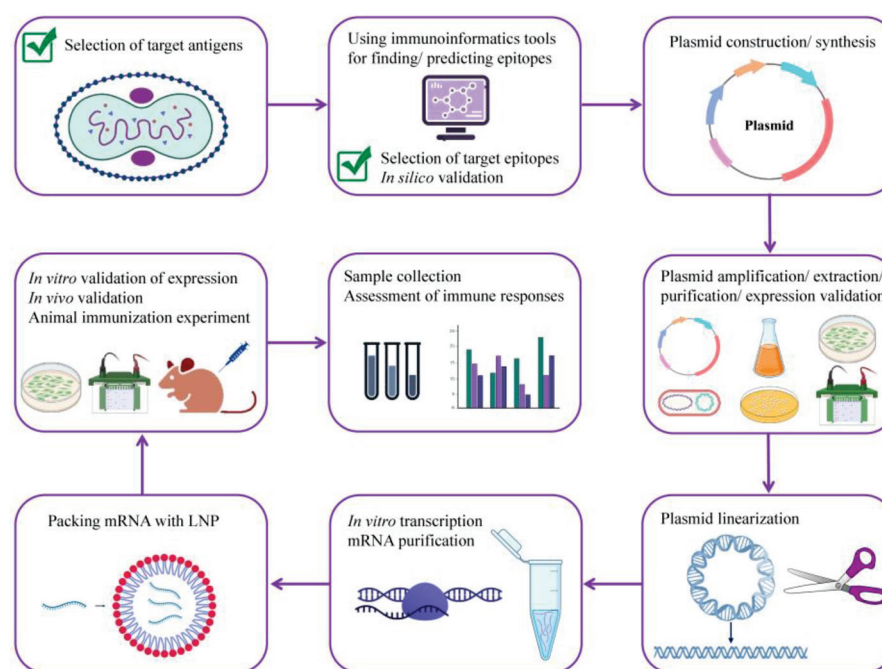 Selection of target antigens
Using immunoinformatics tools
for finding/ predicting epitopes
Selection of target epitopes
In silico validation
Plasmid construction/ synthesis
Plasmid
In vitro validation of expression
In vivo validation
Animal immunization experiment
Sample collection
Assessment of immune responses
Plasmid amplification/ extraction/
purification/ expression validation
Packing mRNA with LNP
In vitro transcription
mRNA purification
Plasmid linearization